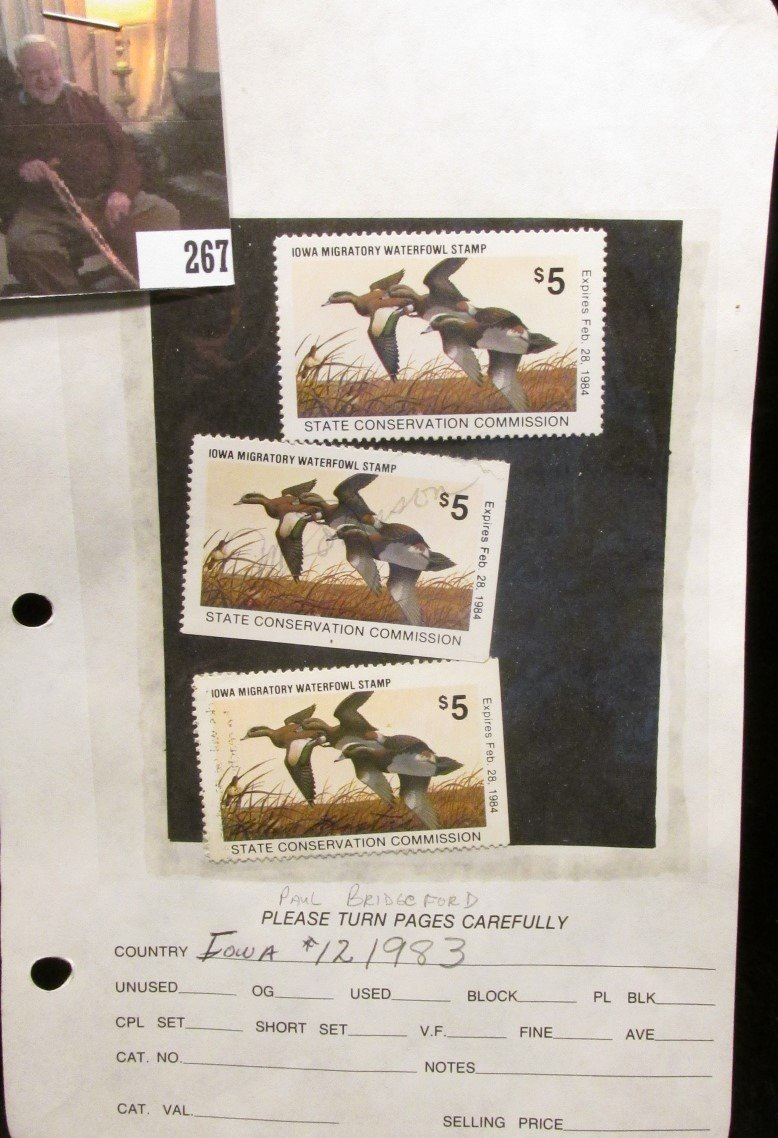 267
IOWA MIGRATORY WATERFOWL STAMP
$5
Expires Feb. 28, 1984
STATE CONSERVATION COMMISSION
IOWA MIGRATORY WATERFOWL STAMP
$5
Expires Feb. 28, 1984
STATE CONSERVATION COMMISSION
IOWA MIGRATORY WATERFOWL STAMP
$5
Expires Feb. 28, 1984
STATE CONSERVATION COMMISSION
PAUL BRIDGEFORD
PLEASE TURN PAGES CAREFULLY
COUNTRY IOWA #12 1983
UNUSED OG USED BLOCK PL BLK
CPL SET SHORT SET V.F. FINE AVE
CAT. NO. NOTES
CAT. VAL. SELLING PRICE